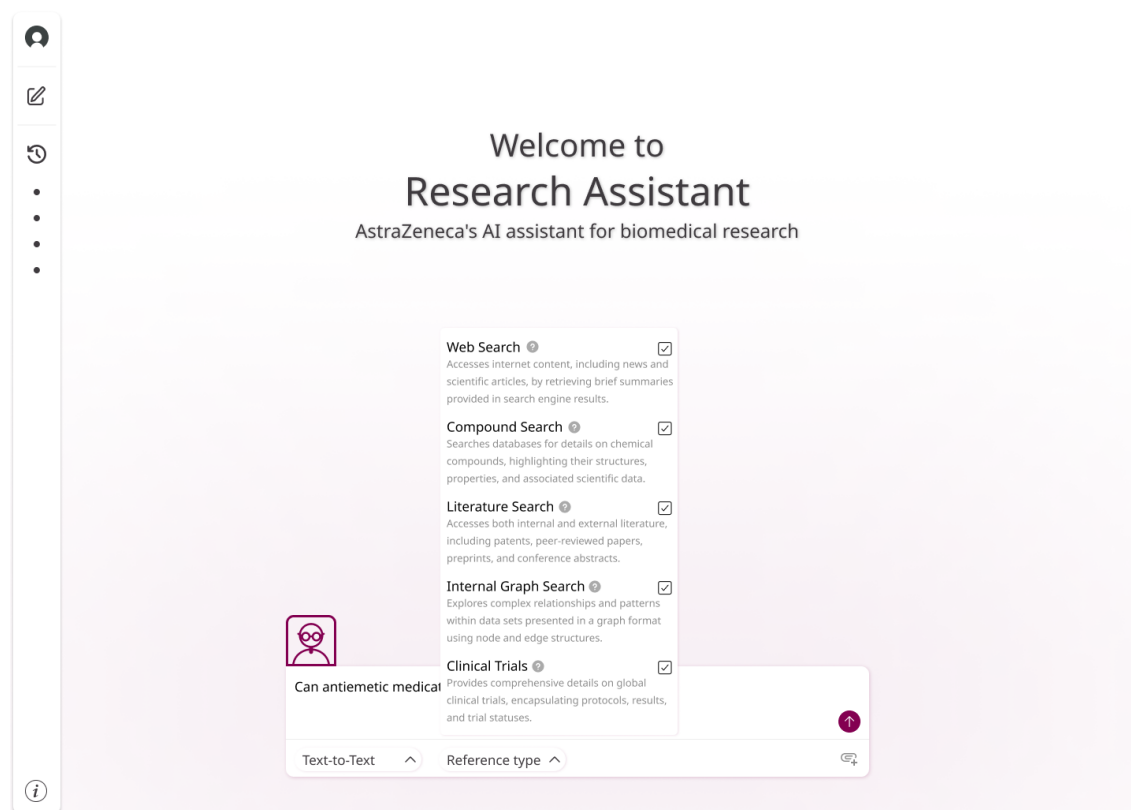 Welcome to
Research Assistant
AstraZeneca's AI assistant for biomedical research
Web Search ?
Accesses internet content, including news and
scientific articles, by retrieving brief summaries
provided in search engine results.
Compound Search ?
Searches databases for details on chemical
compounds, highlighting their structures,
properties, and associated scientific data.
Literature Search ?
Accesses both internal and external literature,
including patents, peer-reviewed papers,
preprints, and conference abstracts.
Internal Graph Search ?
Explores complex relationships and patterns
within data sets presented in a graph format
using node and edge structures.
Clinical Trials ?
Provides comprehensive details on global
clinical trials, encapsulating protocols, results,
and trial statuses.
Can antiemetic medicat
Text-to-Text
Reference type
i